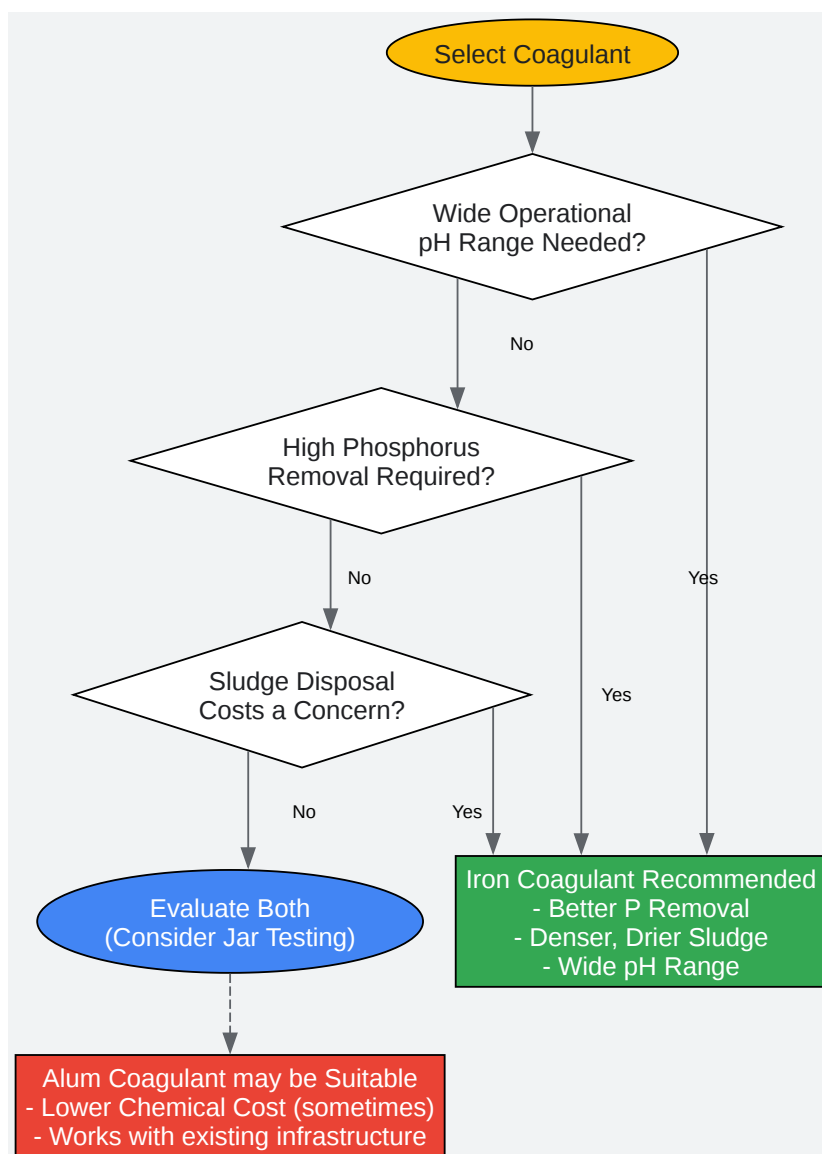 Select Coagulant
Wide Operational
pH Range Needed?
No
High Phosphorus
Removal Required?
No
Yes
Sludge Disposal
Costs a Concern?
Yes
No
Yes
Iron Coagulant Recommended
- Better P Removal
- Denser, Drier Sludge
- Wide pH Range
Evaluate Both
(Consider Jar Testing)
Alum Coagulant may be Suitable
- Lower Chemical Cost (sometimes)
- Works with existing infrastructure